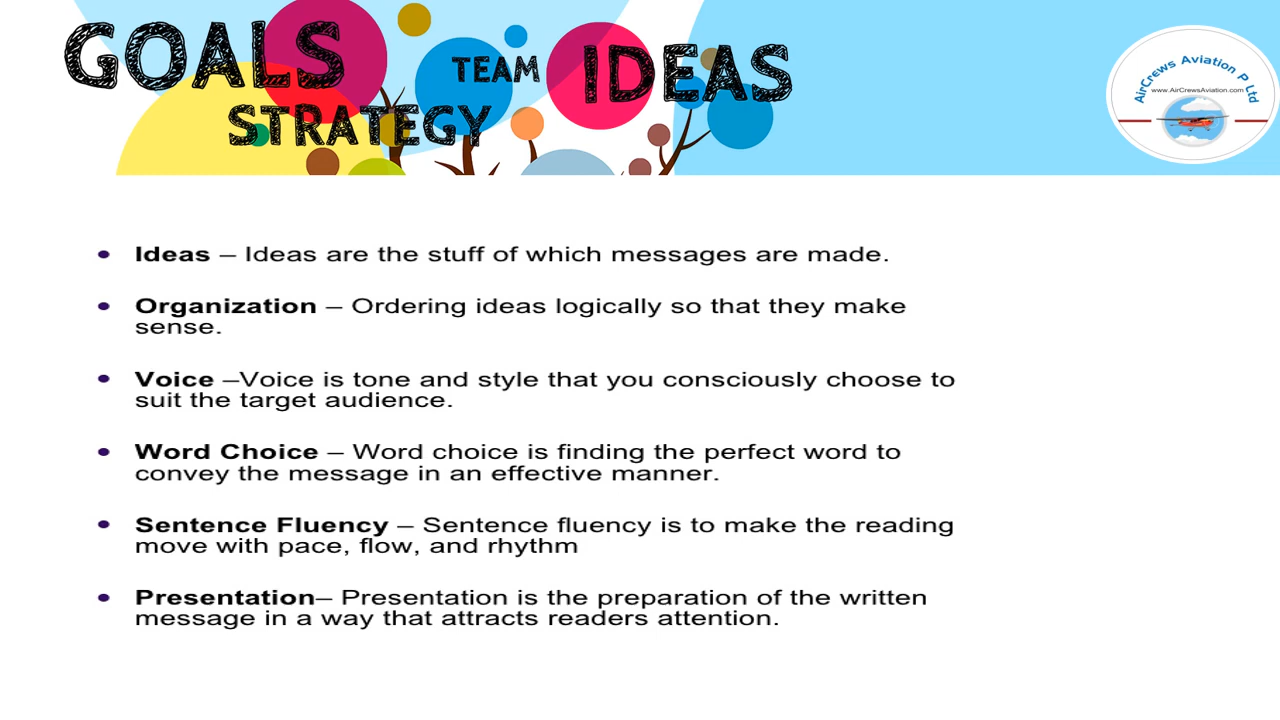 GOALS
TEAM
IDEAS
STRATEGY
AirCrews Aviation P Ltd
www.AirCrewsAviation.com
• Ideas – Ideas are the stuff of which messages are made.
• Organization – Ordering ideas logically so that they make
sense.
• Voice –Voice is tone and style that you consciously choose to
suit the target audience.
• Word Choice – Word choice is finding the perfect word to
convey the message in an effective manner.
• Sentence Fluency – Sentence fluency is to make the reading
move with pace, flow, and rhythm
• Presentation– Presentation is the preparation of the written
message in a way that attracts readers attention.